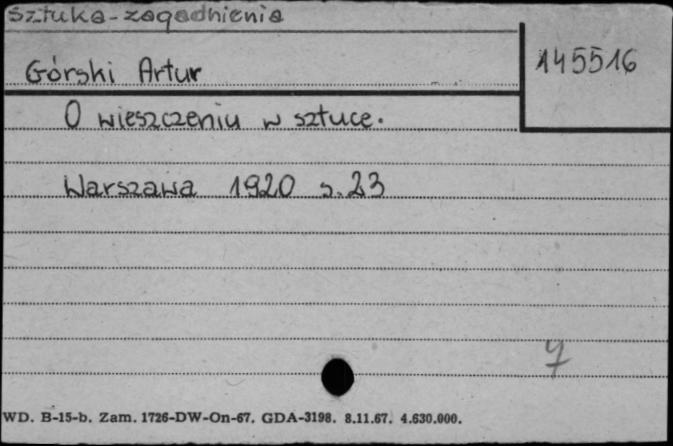 Sztuka-zagadnienia
145516
Górski Artur
O wieszczeniu w sztuce.
Warszawa 1920 s. 23
WD. B-15-b. Zam. 1726-DW-On-67. GDA-3198. 8.11.67. 4.630.000.